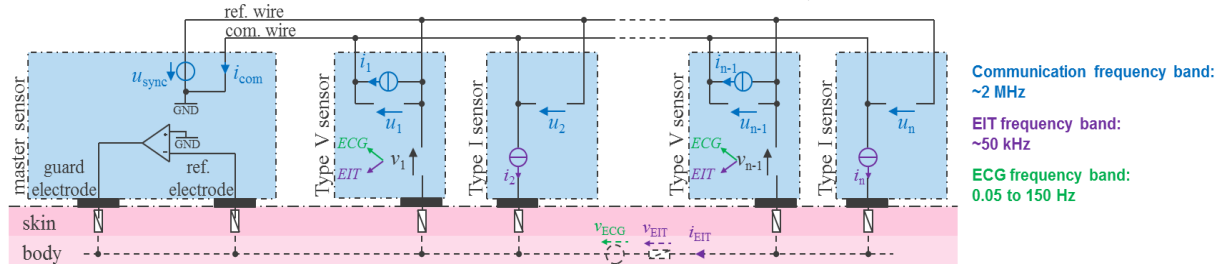 ref. wire
com. wire
master sensor
u_sync
i_com
GND
GND
guard
electrode
ref.
electrode
Type V sensor
i_1
u_1
ECG
EIT
v_1
Type I sensor
u_2
i_2
Type V sensor
i_n-1
u_n-1
ECG
EIT
v_n-1
Type I sensor
u_n
i_n
skin
body
v_ECG
v_EIT
i_EIT
Communication frequency band:
~2 MHz
EIT frequency band:
~50 kHz
ECG frequency band:
0.05 to 150 Hz